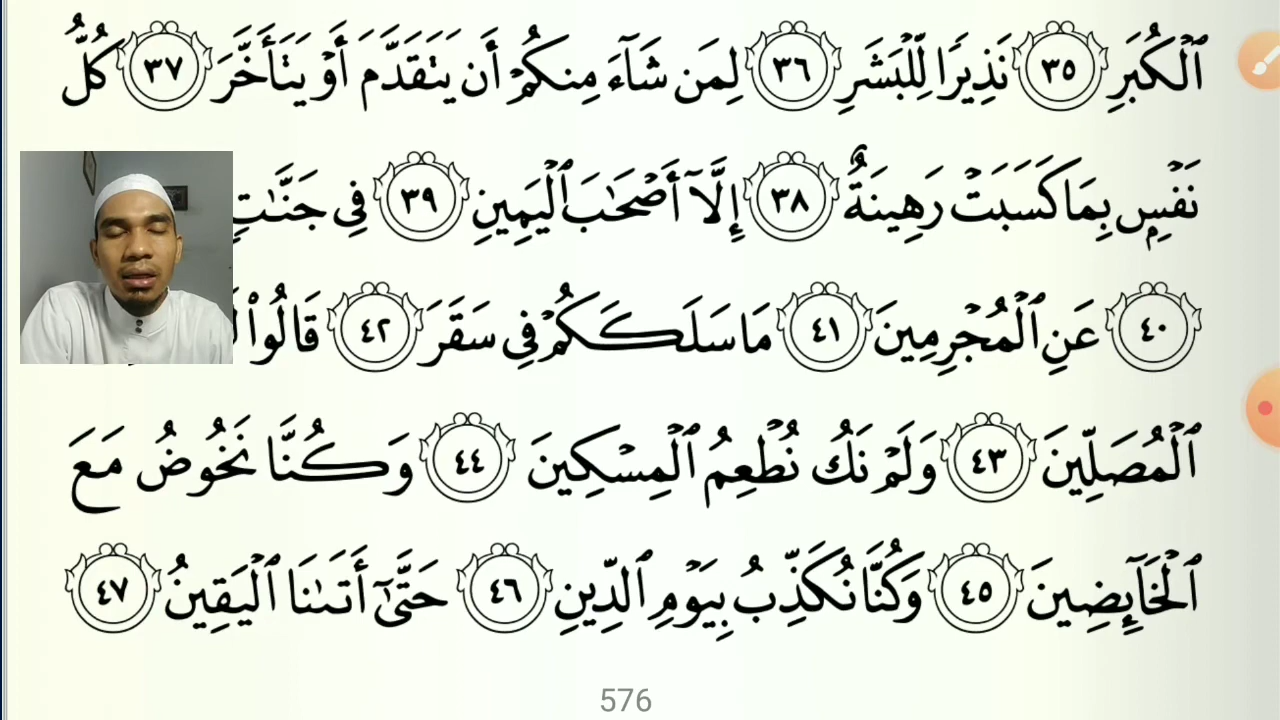 ٱلْكُبَرِ ٣٥ نَذِيرًا لِّلْبَشَرِ ٣٦ لِمَن شَآءَ مِنكُمْ أَن يَتَقَدَّمَ أَوْ يَتَأَخَّرَ ٣٧ كُلُّ
نَفْسٍۭ بِمَا كَسَبَتْ رَهِينَةٌ ٣٨ إِلَّآ أَصْحَٰبَ ٱلْيَمِينِ ٣٩ فِى جَنَّٰتٍ
٤٠ عَنِ ٱلْمُجْرِمِينَ ٤١ مَا سَلَكَكُمْ فِى سَقَرَ ٤٢ قَالُوا۟
ٱلْمُصَلِّينَ ٤٣ وَلَمْ نَكُ نُطْعِمُ ٱلْمِسْكِينَ ٤٤ وَكُنَّا نَخُوضُ مَعَ
ٱلْخَآئِضِينَ ٤٥ وَكُنَّا نُكَذِّبُ بِيَوْمِ ٱلدِّينِ ٤٦ حَتَّىٰٓ أَتَىٰنَا ٱلْيَقِينُ ٤٧
576